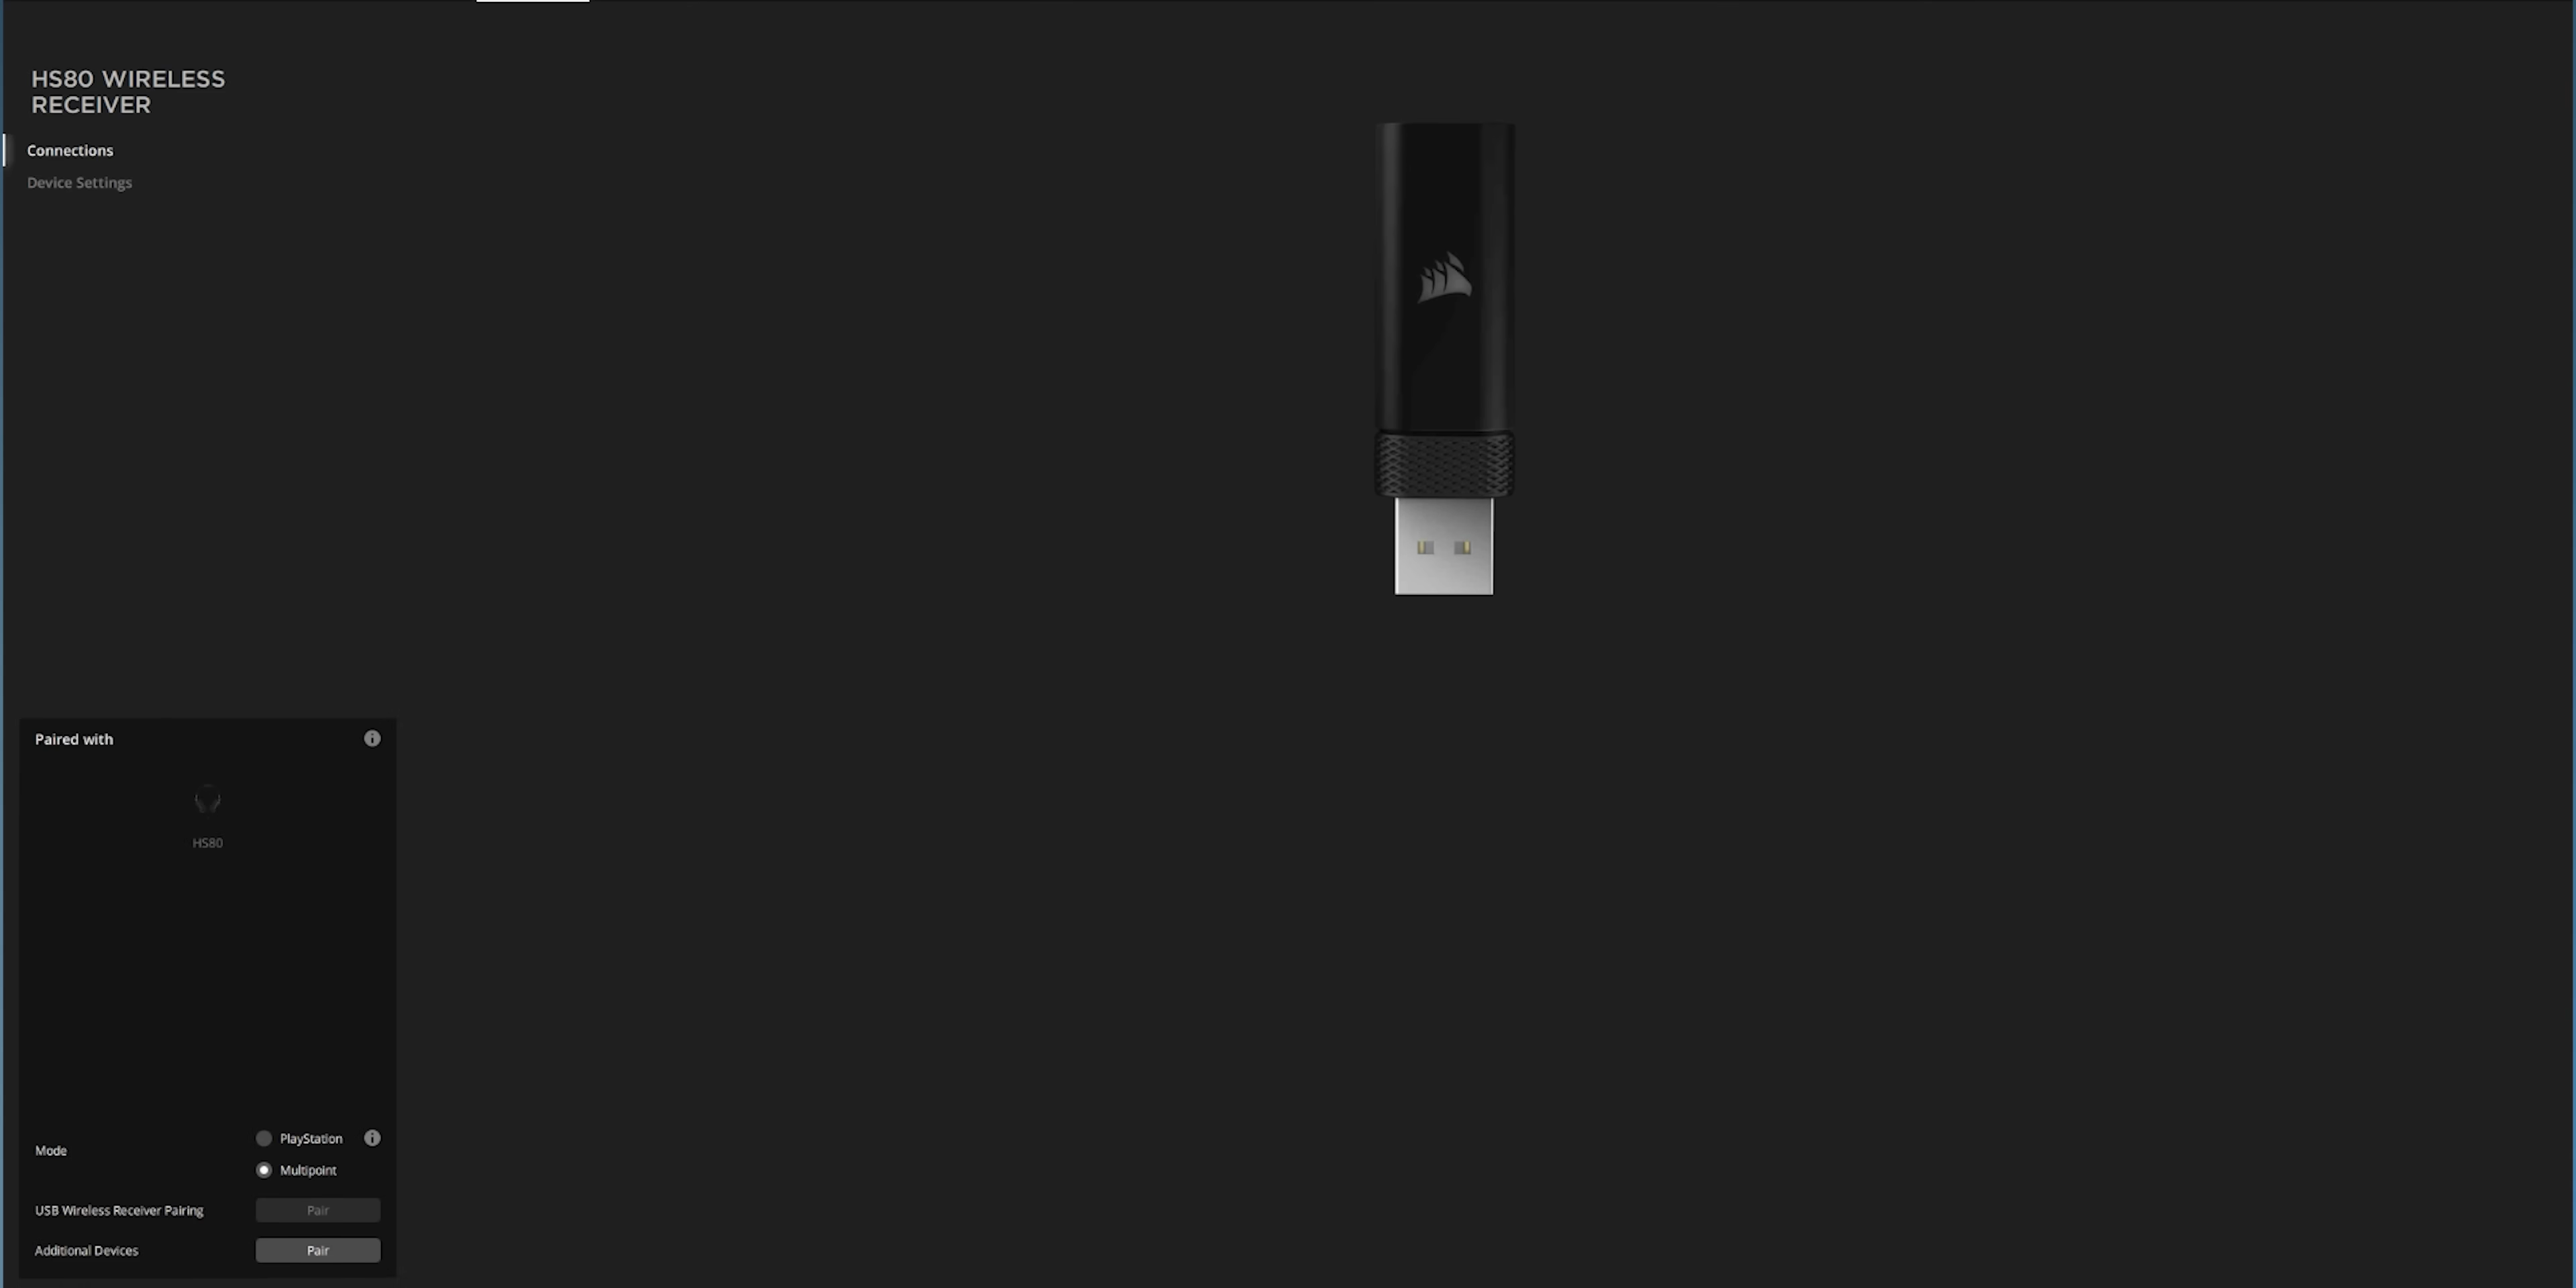 HS80 WIRELESS
RECEIVER
Connections
Device Settings
Paired with
HS80
Mode
PlayStation
Multipoint
USB Wireless Receiver Pairing
Pair
Additional Devices
Pair